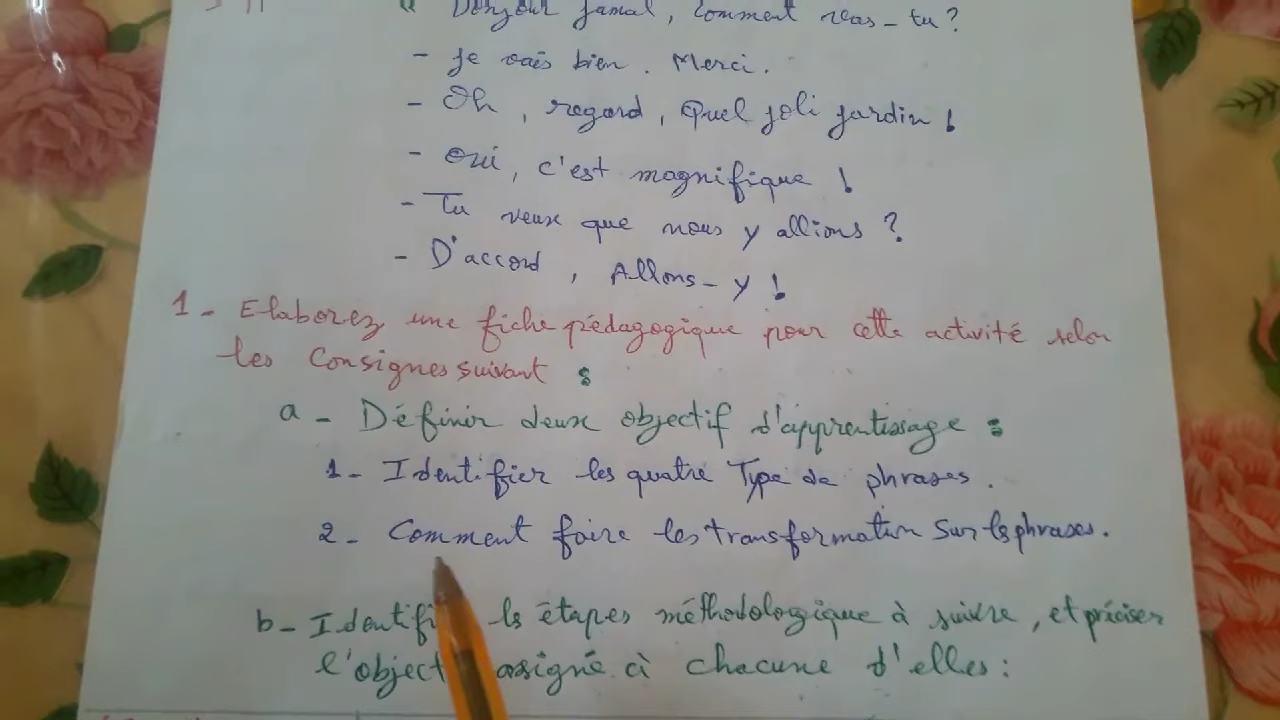 " Bonjour Jamal, Comment vas-tu ?
- Je vais bien. Merci.
- Oh, regard, Quel joli jardin !
- Oui, c'est magnifique !
- Tu veux que nous y allions ?
- D'accord, Allons-y !
1- Elaborez une fiche pédagogique pour cette activité selon
les Consignes suivant :
a - Définir deux objectif d'apprentissage :
1- Identifier les quatre Type de phrases.
2- Comment faire les transformation Sur les phrases.
b- Identifi les étapes méthodologique à suivre, et préciser
l'object assigné à chacune d'elles :